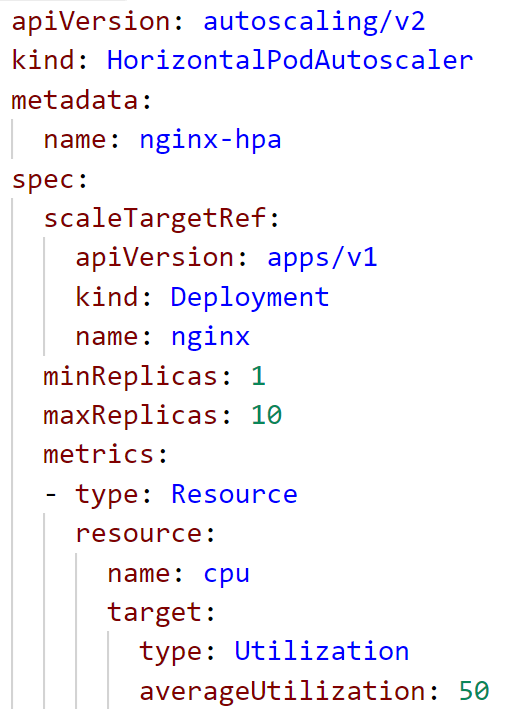 apiVersion: autoscaling/v2
kind: HorizontalPodAutoscaler
metadata:
  name: nginx-hpa
spec:
  scaleTargetRef:
    apiVersion: apps/v1
    kind: Deployment
    name: nginx
  minReplicas: 1
  maxReplicas: 10
  metrics:
  - type: Resource
    resource:
      name: cpu
      target:
        type: Utilization
        averageUtilization: 50